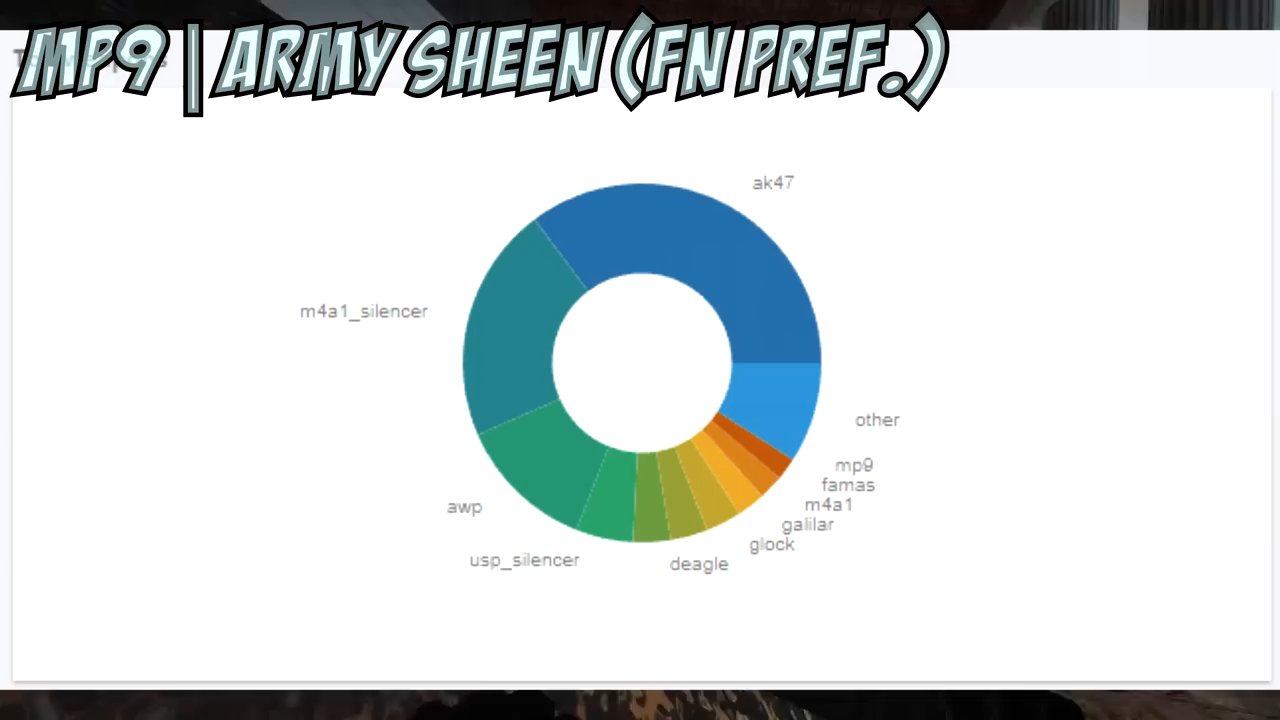 MP9 | ARMY SHEEN (FN PREF.)
ak47
m4a1_silencer
other
mp9
famas
m4a1
awp
galilar
glock
usp_silencer
deagle